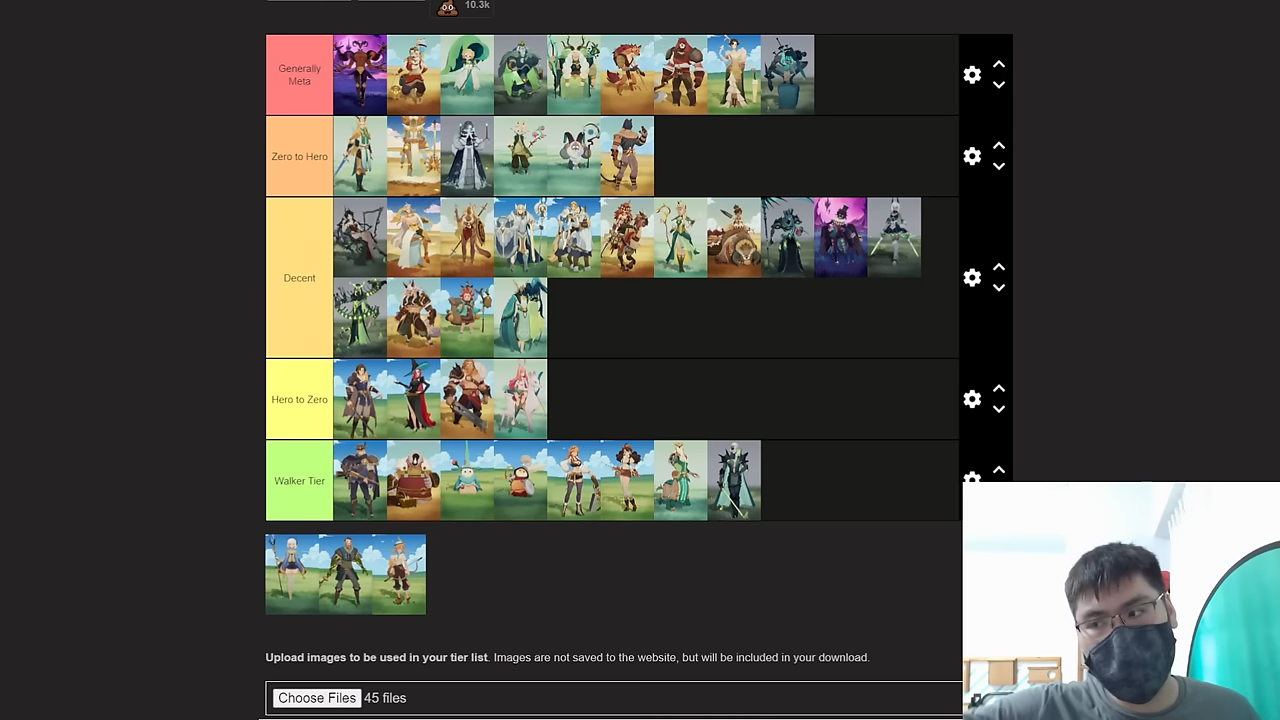 10.3k
Generally
Meta
Zero to Hero
Decent
Hero to Zero
Walker Tier
Upload images to be used in your tier list. Images are not saved to the website, but will be included in your download.
Choose Files 45 files